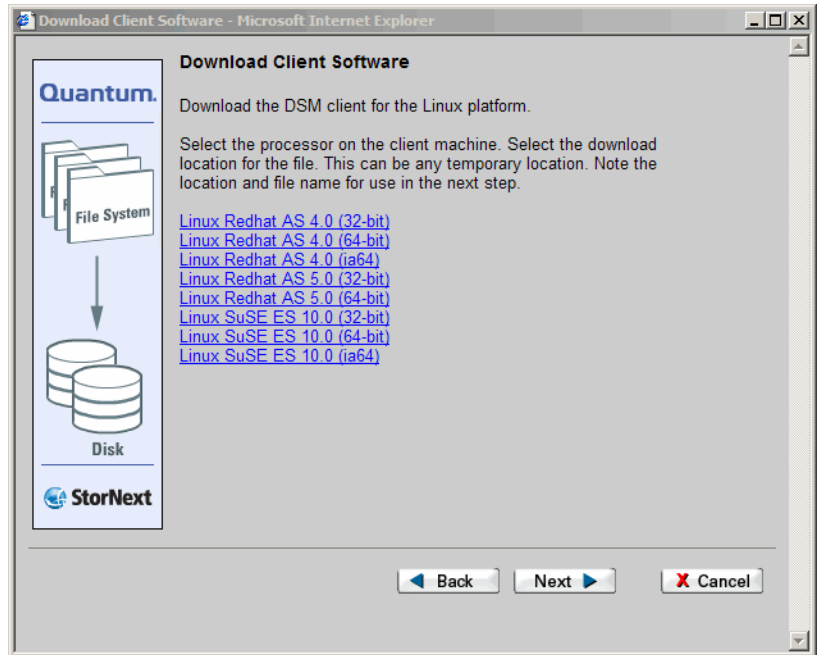 Download Client Software - Microsoft Internet Explorer
Quantum.
File System
Disk
StorNext
Download Client Software
Download the DSM client for the Linux platform.
Select the processor on the client machine. Select the download
location for the file. This can be any temporary location. Note the
location and file name for use in the next step.
Linux Redhat AS 4.0 (32-bit)
Linux Redhat AS 4.0 (64-bit)
Linux Redhat AS 4.0 (ia64)
Linux Redhat AS 5.0 (32-bit)
Linux Redhat AS 5.0 (64-bit)
Linux SuSE ES 10.0 (32-bit)
Linux SuSE ES 10.0 (64-bit)
Linux SuSE ES 10.0 (ia64)
Back Next X Cancel